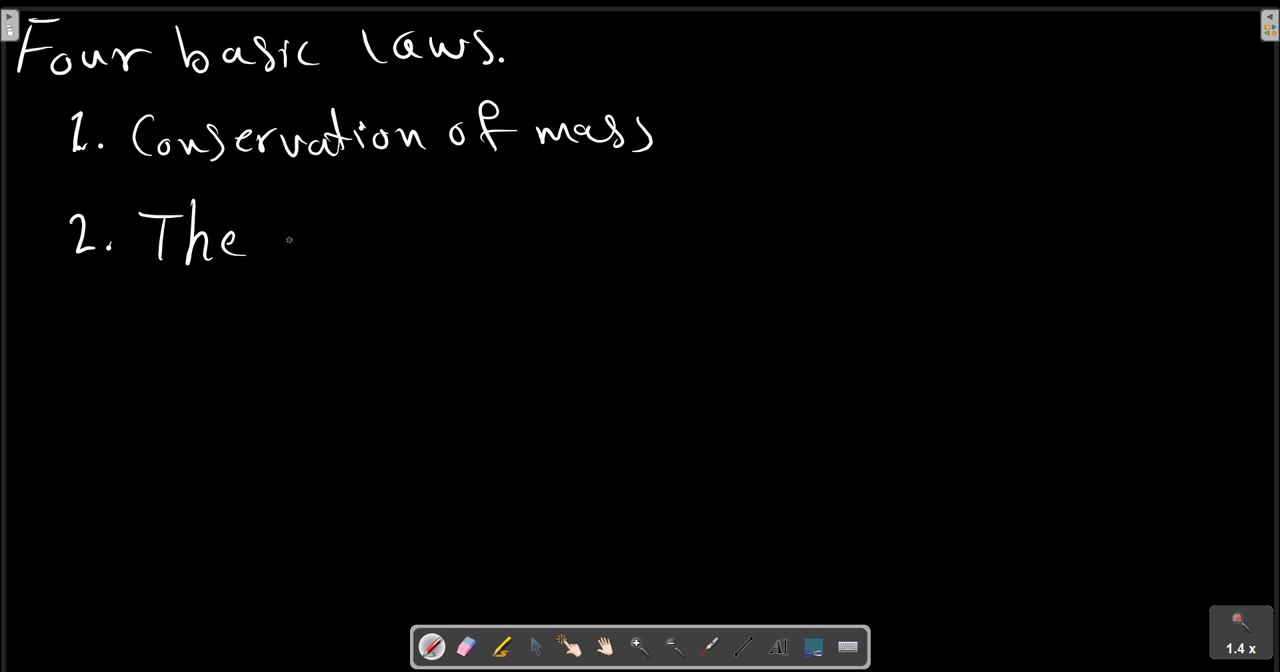 Four basic laws.
1. Conservation of mass
2. The
1.4 x